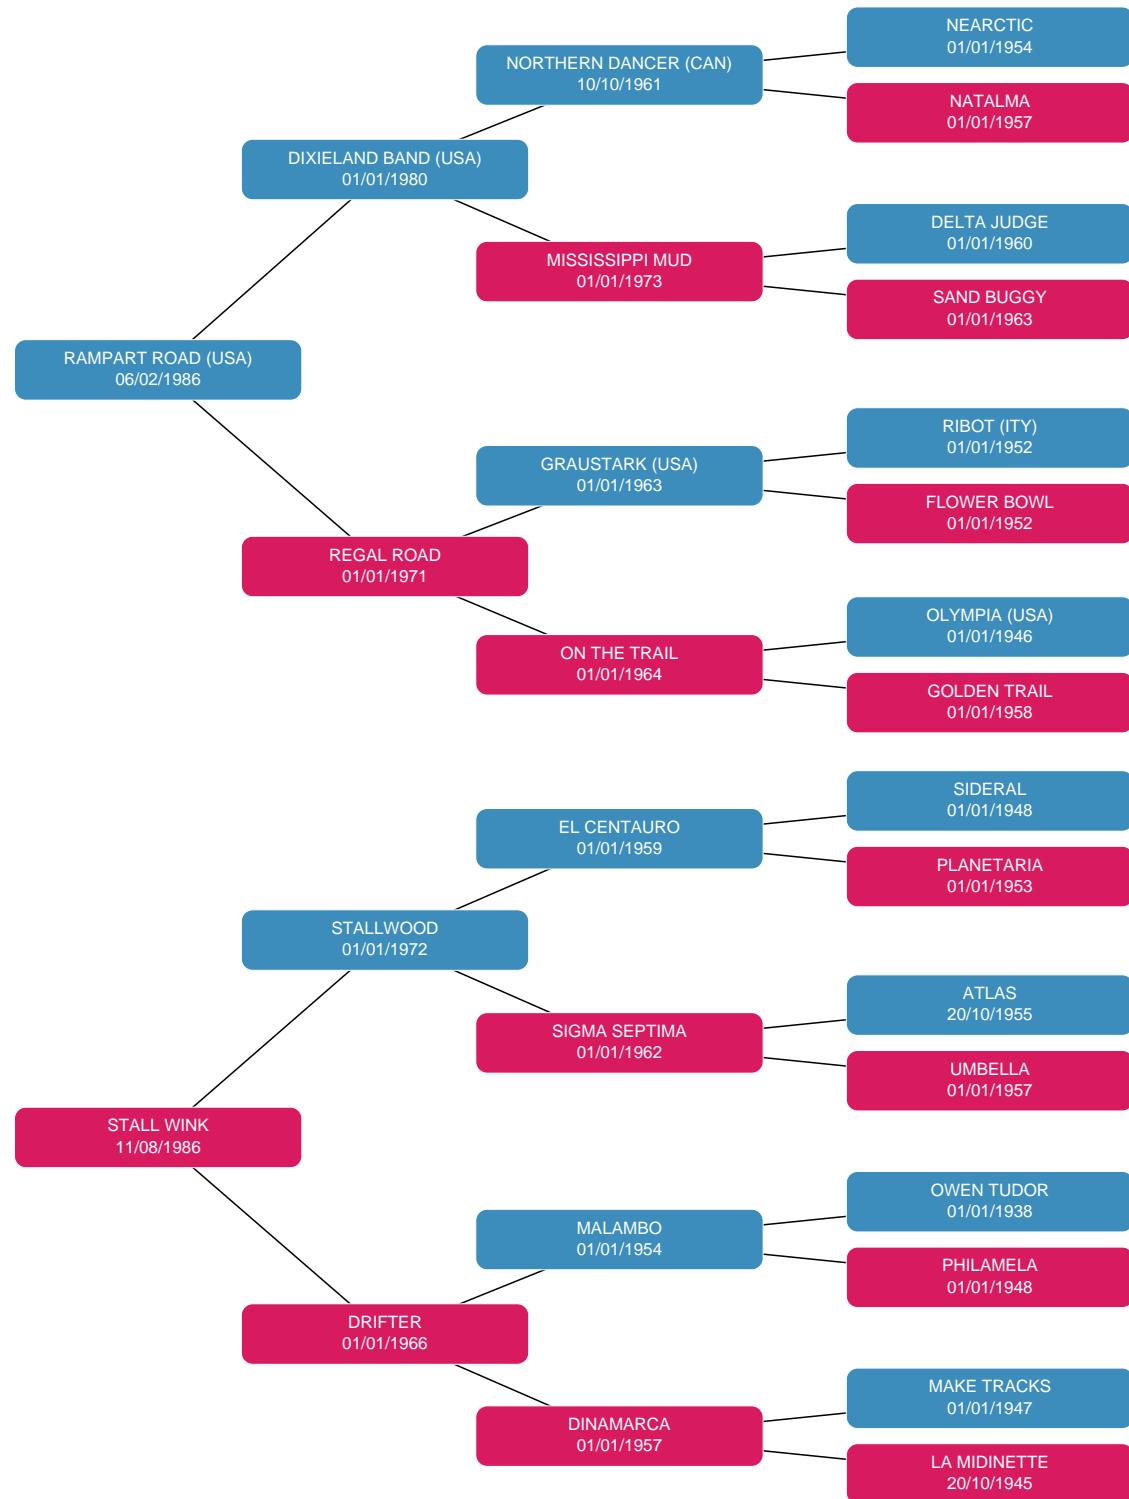 NEARCTIC
01/01/1954
NORTHERN DANCER (CAN)
10/10/1961
NATALMA
01/01/1957
DIXIELAND BAND (USA)
01/01/1980
DELTA JUDGE
01/01/1960
MISSISSIPPI MUD
01/01/1973
SAND BUGGY
01/01/1963
RAMPART ROAD (USA)
06/02/1986
RIBOT (ITY)
01/01/1952
GRAUSTARK (USA)
01/01/1963
FLOWER BOWL
01/01/1952
REGAL ROAD
01/01/1971
OLYMPIA (USA)
01/01/1946
ON THE TRAIL
01/01/1964
GOLDEN TRAIL
01/01/1958
SIDERAL
01/01/1948
EL CENTAURO
01/01/1959
PLANETARIA
01/01/1953
STALLWOOD
01/01/1972
ATLAS
20/10/1955
SIGMA SEPTIMA
01/01/1962
UMBELLA
01/01/1957
STALL WINK
11/08/1986
OWEN TUDOR
01/01/1938
MALAMBO
01/01/1954
PHILAMELA
01/01/1948
DRIFTER
01/01/1966
MAKE TRACKS
01/01/1947
DINAMARCA
01/01/1957
LA MIDINETTE
20/10/1945